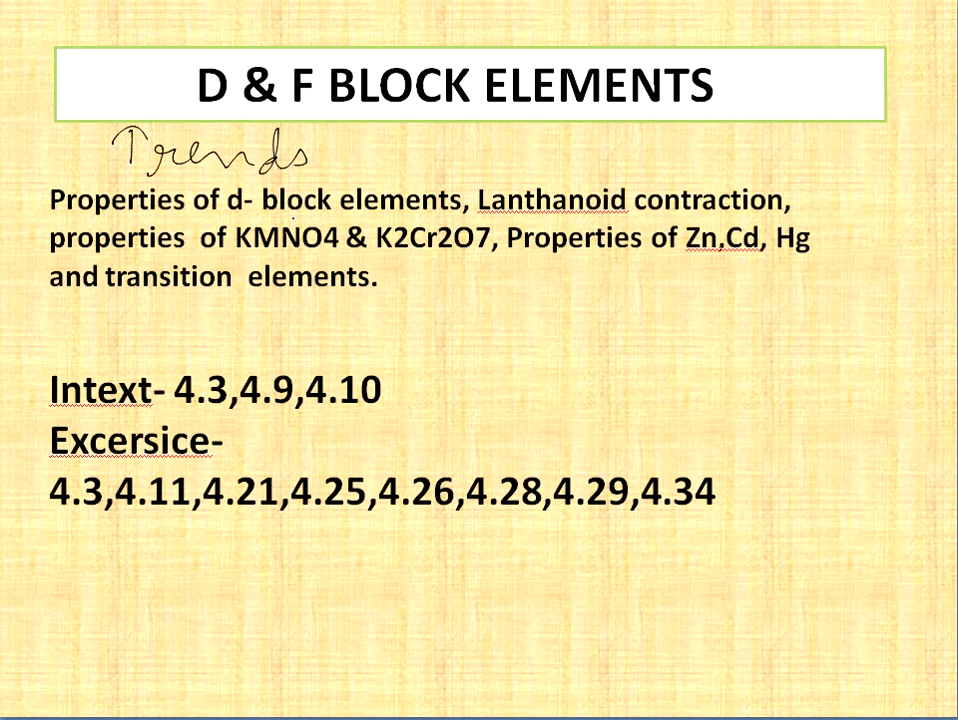 D & F BLOCK ELEMENTS
Trends
Properties of d- block elements, Lanthanoid contraction,
properties of KMNO4 & K2Cr2O7, Properties of Zn,Cd, Hg
and transition elements.
Intext- 4.3,4.9,4.10
Excersice-
4.3,4.11,4.21,4.25,4.26,4.28,4.29,4.34